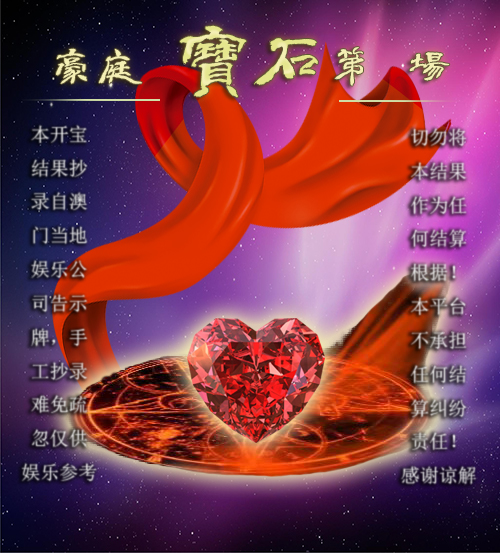 豪庭 寶石 第 場
本开宝
结果抄
录自澳
门当地
娱乐公
司告示
牌，手
工抄录
难免疏
忽仅供
娱乐参考
切勿将
本结果
作为任
何结算
根据！
本平台
不承担
任何结
算纠纷
责任！
感谢谅解